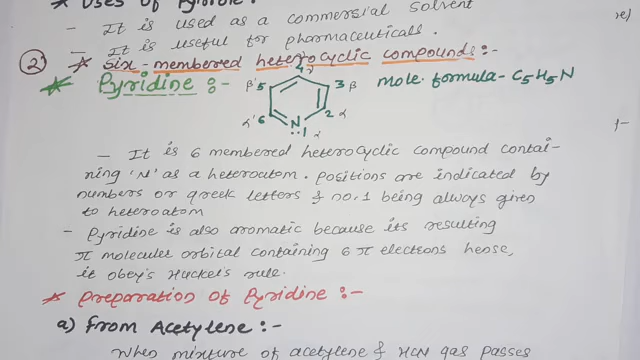 * Uses of Pyrrole :-
- It is used as a commersial solvent
- It is useful for pharmaceuticals.
re)
② * Six-membered heterocyclic compounds:-
* Pyridine :-
4
β' 5 3 β
α' 6 2 α
N 1
mole. formula - C5H5N
- It is 6 membered heterocyclic compound contai-
ning 'N' as a heteroatom. positions are indicated by
numbers or greek letters & no.1 being always given
to heteroatom
- Pyridine is also aromatic because its resulting
π moleculer orbital containing 6 π electrons hense,
it obey's Huckel's rule.
* Preparation of Pyridine :-
a) From Acetylene :-
When mixture of acetylene & HCN gas passes